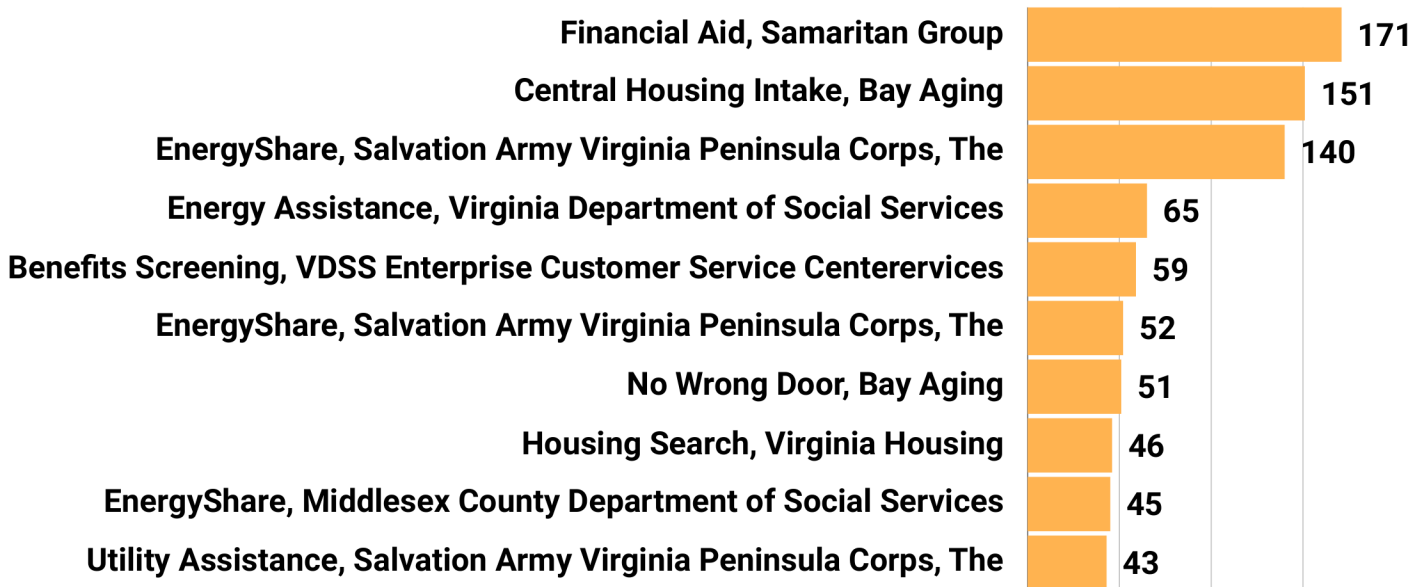 Financial Aid, Samaritan Group 171
Central Housing Intake, Bay Aging 151
EnergyShare, Salvation Army Virginia Peninsula Corps, The 140
Energy Assistance, Virginia Department of Social Services 65
Benefits Screening, VDSS Enterprise Customer Service Centerervices 59
EnergyShare, Salvation Army Virginia Peninsula Corps, The 52
No Wrong Door, Bay Aging 51
Housing Search, Virginia Housing 46
EnergyShare, Middlesex County Department of Social Services 45
Utility Assistance, Salvation Army Virginia Peninsula Corps, The 43